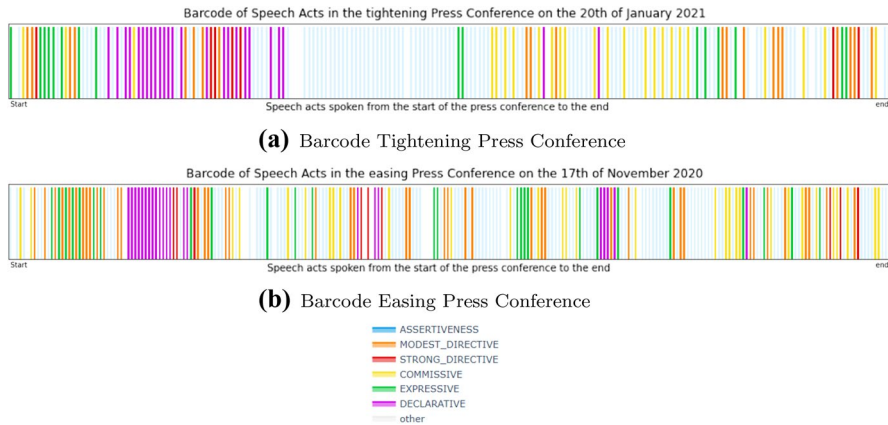 Barcode of Speech Acts in the tightening Press Conference on the 20th of January 2021
Start
end
Speech acts spoken from the start of the press conference to the end
(a) Barcode Tightening Press Conference
Barcode of Speech Acts in the easing Press Conference on the 17th of November 2020
Start
end
Speech acts spoken from the start of the press conference to the end
(b) Barcode Easing Press Conference
ASSERTIVENESS
MODEST_DIRECTIVE
STRONG_DIRECTIVE
COMMISSIVE
EXPRESSIVE
DECLARATIVE
other